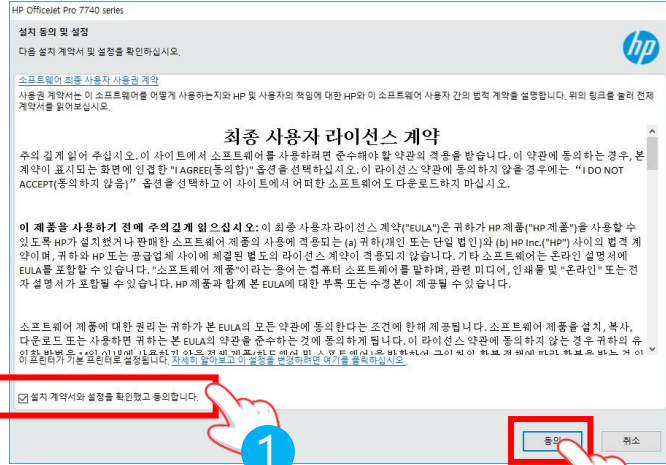 HP OfficeJet Pro 7740 series
설치 동의 및 설정
다음 설치 계약서 및 설정을 확인하십시오.
hp
소프트웨어 최종 사용자 사용권 계약
사용권 계약서는 이 소프트웨어를 어떻게 사용하는지와 HP 및 사용자의 책임에 대한 HP와 이 소프트웨어 사용자 간의 법적 계약를 설명합니다. 위의 링크를 눌러 전체
계약서를 읽어보십시오.
최종 사용자 라이선스 계약
주의 깊게 읽어 주십시오. 이 사이트에서 소프트웨어를 사용하려면 준수해야 할 약관의 적용을 받습니다. 이 약관에 동의하는 경우, 본
계약이 표시되는 화면에 인접한 "I AGREE(동의함)" 옵션을 선택하십시오. 이 라이선스 약관에 동의하지 않을 경우에는 “I DO NOT
ACCEPT(동의하지 않음)” 옵션을 선택하고 이 사이트에서 어떠한 소프트웨어도 다운로드하지 마십시오.
이 제품을 사용하기 전에 주의깊게 읽으십시오: 이 최종 사용자 라이선스 계약("EULA")은 귀하가 HP 제품("HP 제품")을 사용할 수
있도록 HP가 설치했거나 판매한 소프트웨어 제품의 사용에 적용되는 (a) 귀하(개인 또는 단일 법인)와 (b) HP Inc.("HP") 사이의 법적 계
약이며, 귀하와 HP 또는 공급업체 사이에 체결된 별도의 라이선스 계약이 적용되지 않습니다. 기타 소프트웨어는 온라인 설명서에
EULA를 포함할 수 있습니다. "소프트웨어 제품"이라는 용어는 컴퓨터 소프트웨어를 말하며, 관련 미디어, 인쇄물 및 "온라인" 또는 전
자 설명서가 포함될 수 있습니다. HP 제품과 함께 본 EULA에 대한 부록 또는 수정본이 제공될 수 있습니다.
소프트웨어 제품에 대한 권리는 귀하가 본 EULA의 모든 약관에 동의한다는 조건에 한해 제공됩니다. 소프트웨어 제품을 설치, 복사,
다운로드 또는 사용하면 귀하는 본 EULA의 약관을 준수하는 것에 동의하게 됩니다. 이 라이선스 약관에 동의하지 않는 경우 귀하의 유
이 프린터가 기본 프린터로 설정됩니다. 자세히 알아보고 이 설정을 변경하려면 여기를 클릭하십시오.
설치 계약서와 설정을 확인했고 동의합니다.
1
동의
취소